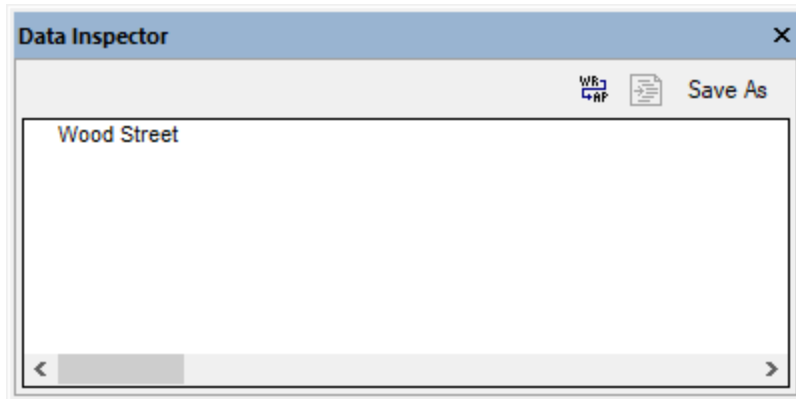 Data Inspector
WR
AP
Save As
Wood Street